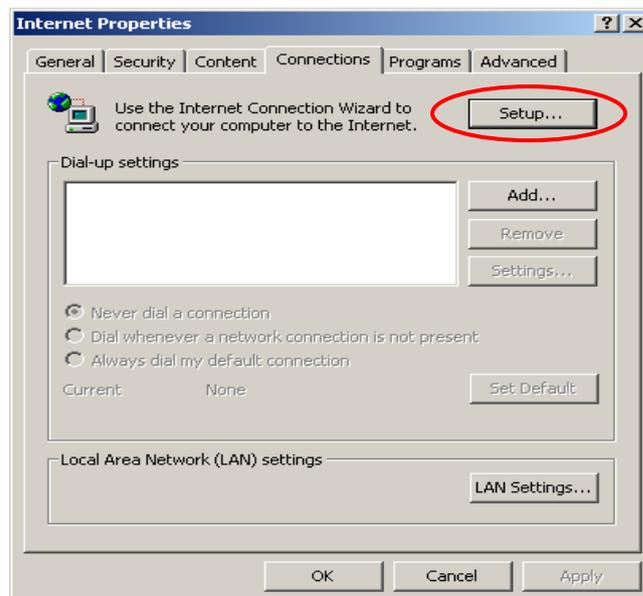 Internet Properties
? X
General Security Content Connections Programs Advanced
Use the Internet Connection Wizard to
connect your computer to the Internet.
Setup...
Dial-up settings
Add...
Remove
Settings...
Never dial a connection
Dial whenever a network connection is not present
Always dial my default connection
Current None
Set Default
Local Area Network (LAN) settings
LAN Settings...
OK Cancel Apply